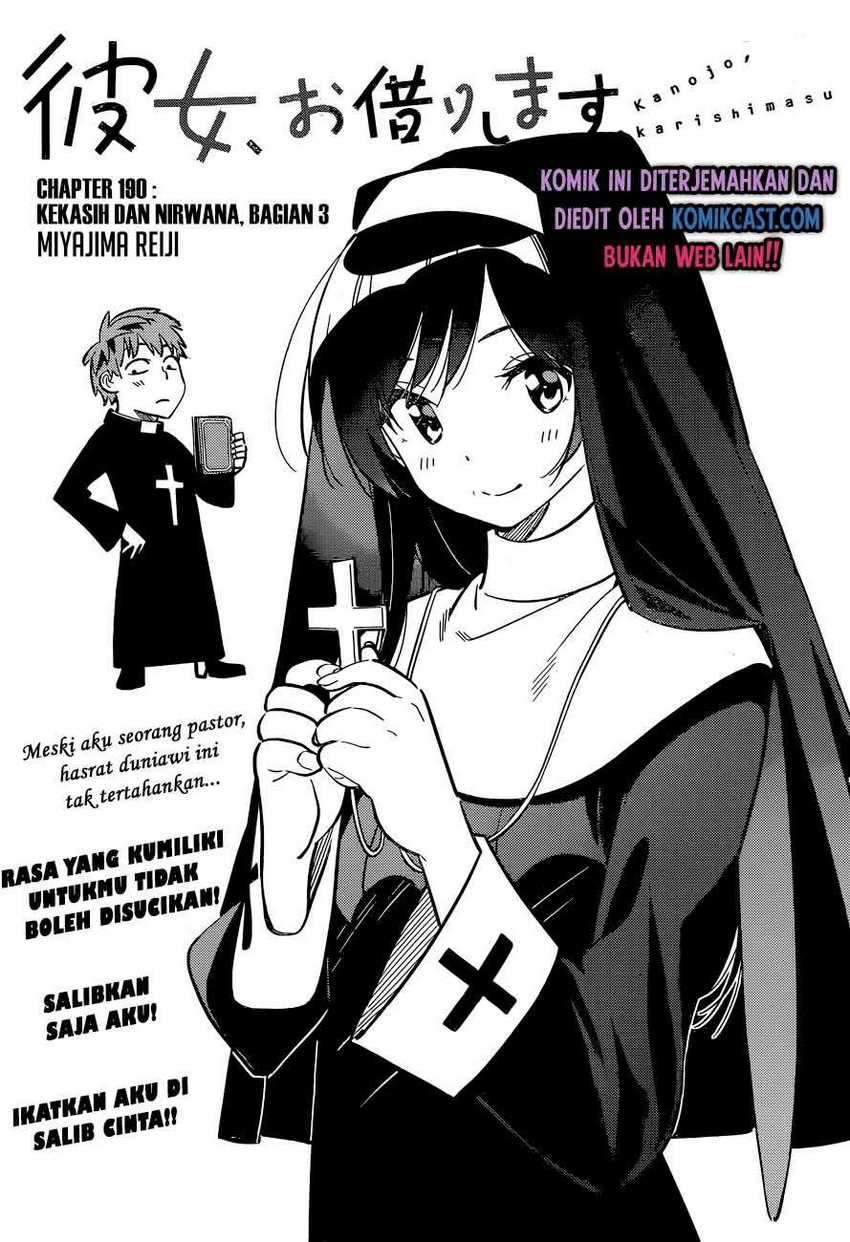 彼女、お借りします
Kanojo,
karishimasu
CHAPTER 190 :
KEKASIH DAN NIRWANA, BAGIAN 3
MIYAJIMA REIJI
KOMIK INI DITERJEMAHKAN DAN
DIEDIT OLEH KOMIKCAST.COM
BUKAN WEB LAIN!!
Meski aku seorang pastor,
hasrat duniawi ini
tak tertahankan...
RASA YANG KUMILIKI
UNTUKMU TIDAK
BOLEH DISUCIKAN!
SALIBKAN
SAJA AKU!
IKATKAN AKU DI
SALIB CINTA!!